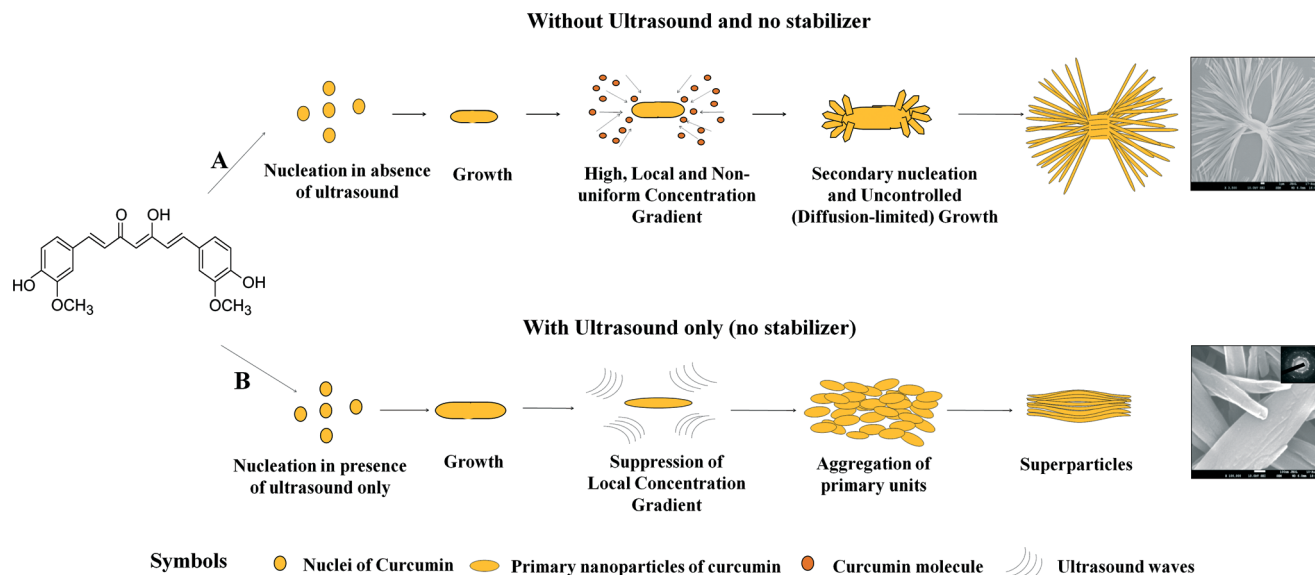 Without Ultrasound and no stabilizer
A
Nucleation in absence
of ultrasound
Growth
High, Local and Non-
uniform Concentration
Gradient
Secondary nucleation
and Uncontrolled
(Diffusion-limited) Growth
O OH
HO
OCH3
OH
OCH3
With Ultrasound only (no stabilizer)
B
Nucleation in presence
of ultrasound only
Growth
Suppression of
Local Concentration
Gradient
Aggregation of
primary units
Superparticles
Symbols
Nuclei of Curcumin
Primary nanoparticles of curcumin
Curcumin molecule
Ultrasound waves